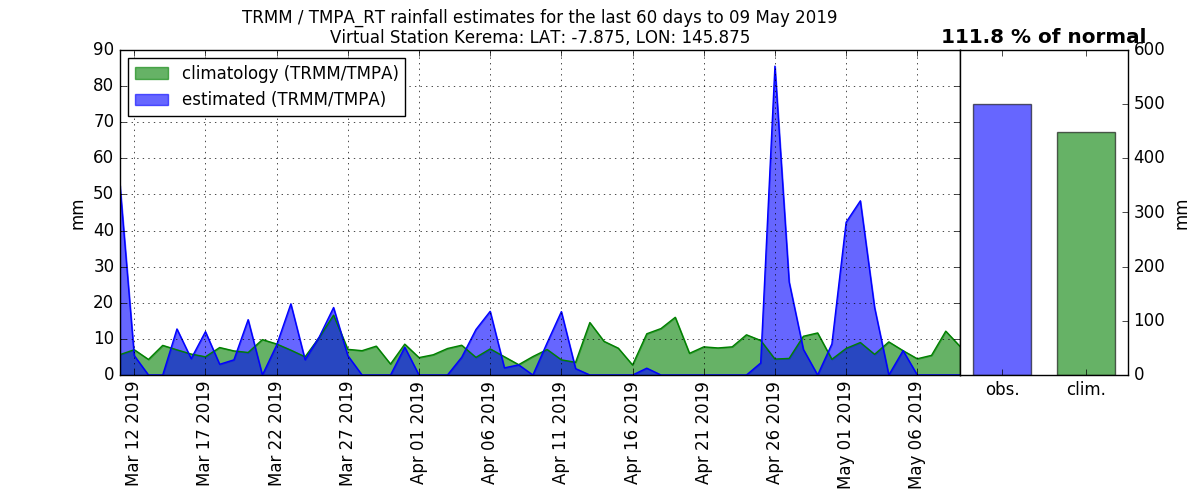 TRMM / TMPA_RT rainfall estimates for the last 60 days to 09 May 2019
Virtual Station Kerema: LAT: -7.875, LON: 145.875
111.8 % of normal
climatology (TRMM/TMPA)
estimated (TRMM/TMPA)
90
80
70
60
50
40
30
20
10
0
mm
Mar 12 2019
Mar 17 2019
Mar 22 2019
Mar 27 2019
Apr 01 2019
Apr 06 2019
Apr 11 2019
Apr 16 2019
Apr 21 2019
Apr 26 2019
May 01 2019
May 06 2019
obs.
clim.
600
500
400
300
200
100
0
mm